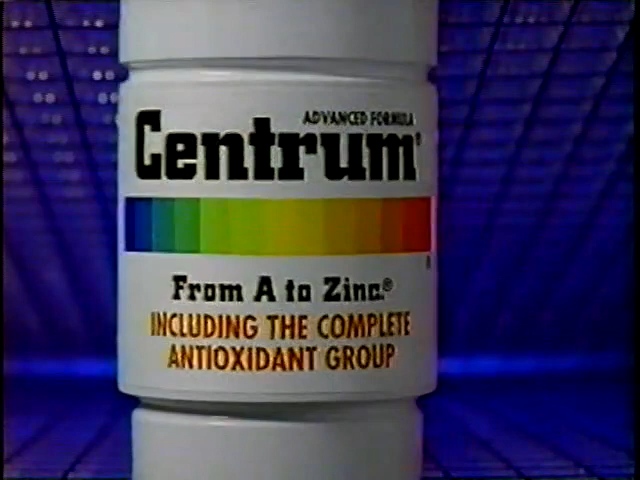 ADVANCED FORMULA
Centrum®
From A to Zinc.®
INCLUDING THE COMPLETE
ANTIOXIDANT GROUP